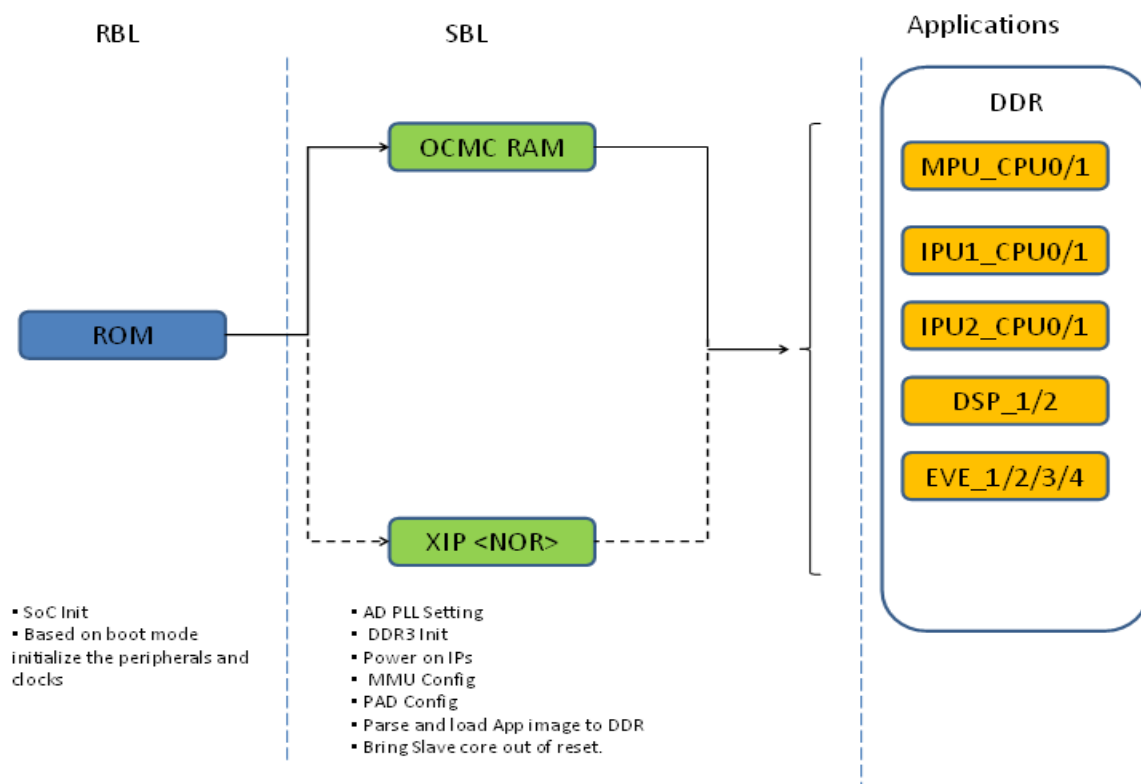 RBL
SBL
Applications
DDR
OCMC RAM
MPU_CPU0/1
IPU1_CPU0/1
ROM
IPU2_CPU0/1
DSP_1/2
EVE_1/2/3/4
XIP <NOR>
▪ SoC Init
▪ Based on boot mode
initialize the peripherals and
clocks
▪ AD PLL Setting
▪ DDR3 Init
▪ Power on IPs
▪ MMU Config
▪ PAD Config
▪ Parse and load App image to DDR
▪ Bring Slave core out of reset.